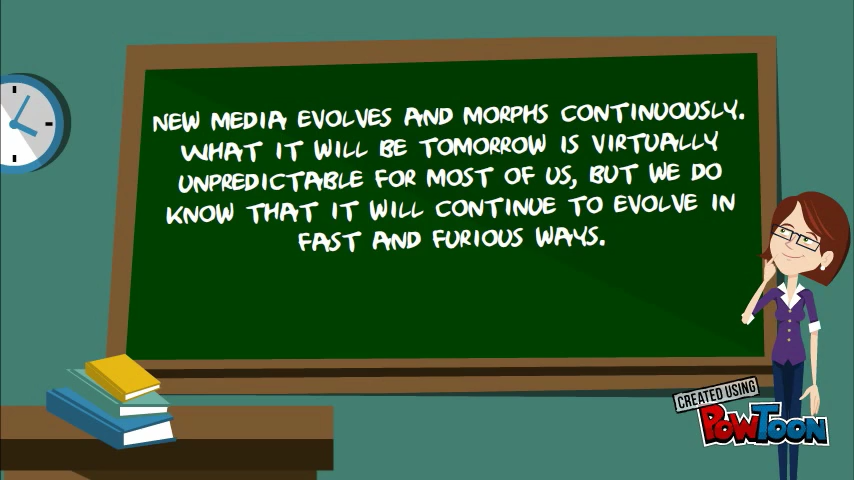 NEW MEDIA EVOLVES AND MORPHS CONTINUOUSLY.
WHAT IT WILL BE TOMORROW IS VIRTUALLY
UNPREDICTABLE FOR MOST OF US, BUT WE DO
KNOW THAT IT WILL CONTINUE TO EVOLVE IN
FAST AND FURIOUS WAYS.
CREATED USING
POWTOON